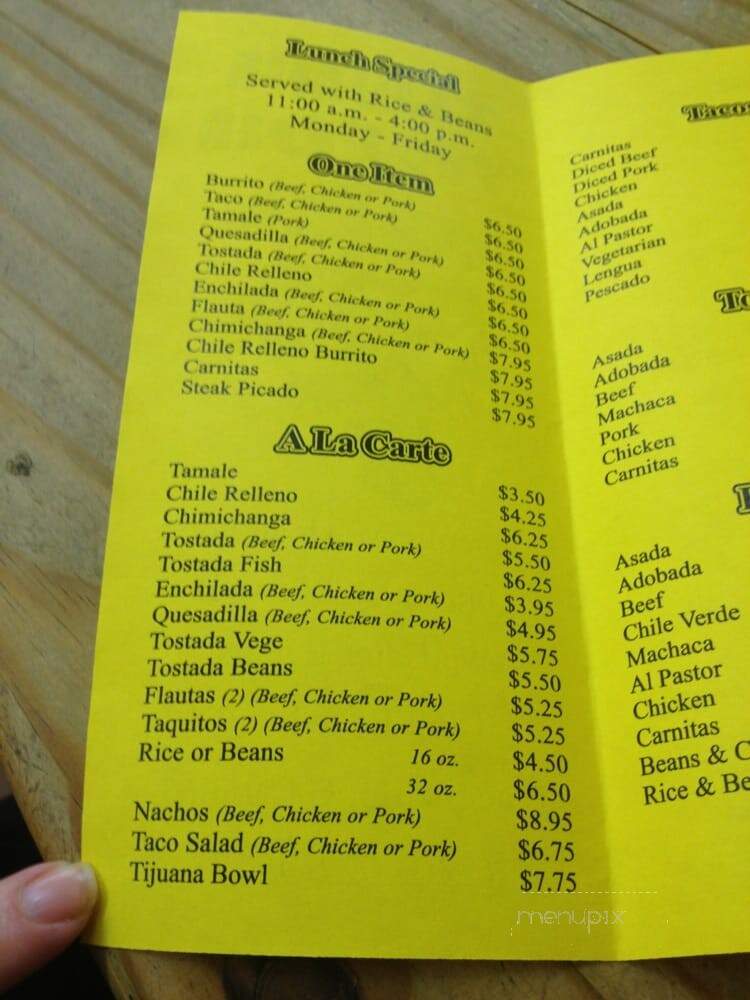 Lunch Special
Served with Rice & Beans
11:00 a.m. - 4:00 p.m.
Monday - Friday
One Item
Burrito (Beef, Chicken or Pork) $6.50
Taco (Beef, Chicken or Pork) $6.50
Tamale (Pork) $6.50
Quesadilla (Beef, Chicken or Pork) $6.50
Tostada (Beef, Chicken or Pork) $6.50
Chile Relleno $6.50
Enchilada (Beef, Chicken or Pork) $6.50
Flauta (Beef, Chicken or Pork) $6.50
Chimichanga (Beef, Chicken or Pork) $7.95
Chile Relleno Burrito $7.95
Carnitas $7.95
Steak Picado $7.95
A La Carte
Tamale $3.50
Chile Relleno $4.25
Chimichanga $6.25
Tostada (Beef, Chicken or Pork) $5.50
Tostada Fish $6.25
Enchilada (Beef, Chicken or Pork) $3.95
Quesadilla (Beef, Chicken or Pork) $4.95
Tostada Vege $5.75
Tostada Beans $5.50
Flautas (2) (Beef, Chicken or Pork) $5.25
Taquitos (2) (Beef, Chicken or Pork) $5.25
Rice or Beans 16 oz. $4.50
32 oz. $6.50
Nachos (Beef, Chicken or Pork) $8.95
Taco Salad (Beef, Chicken or Pork) $6.75
Tijuana Bowl $7.75
Taco
Carnitas
Diced Beef
Diced Pork
Chicken
Asada
Adobada
Al Pastor
Vegetarian
Lengua
Pescado
To
Asada
Adobada
Beef
Machaca
Pork
Chicken
Carnitas
Asada
Adobada
Beef
Chile Verde
Machaca
Al Pastor
Chicken
Carnitas
Beans & C
Rice & Be
menupix